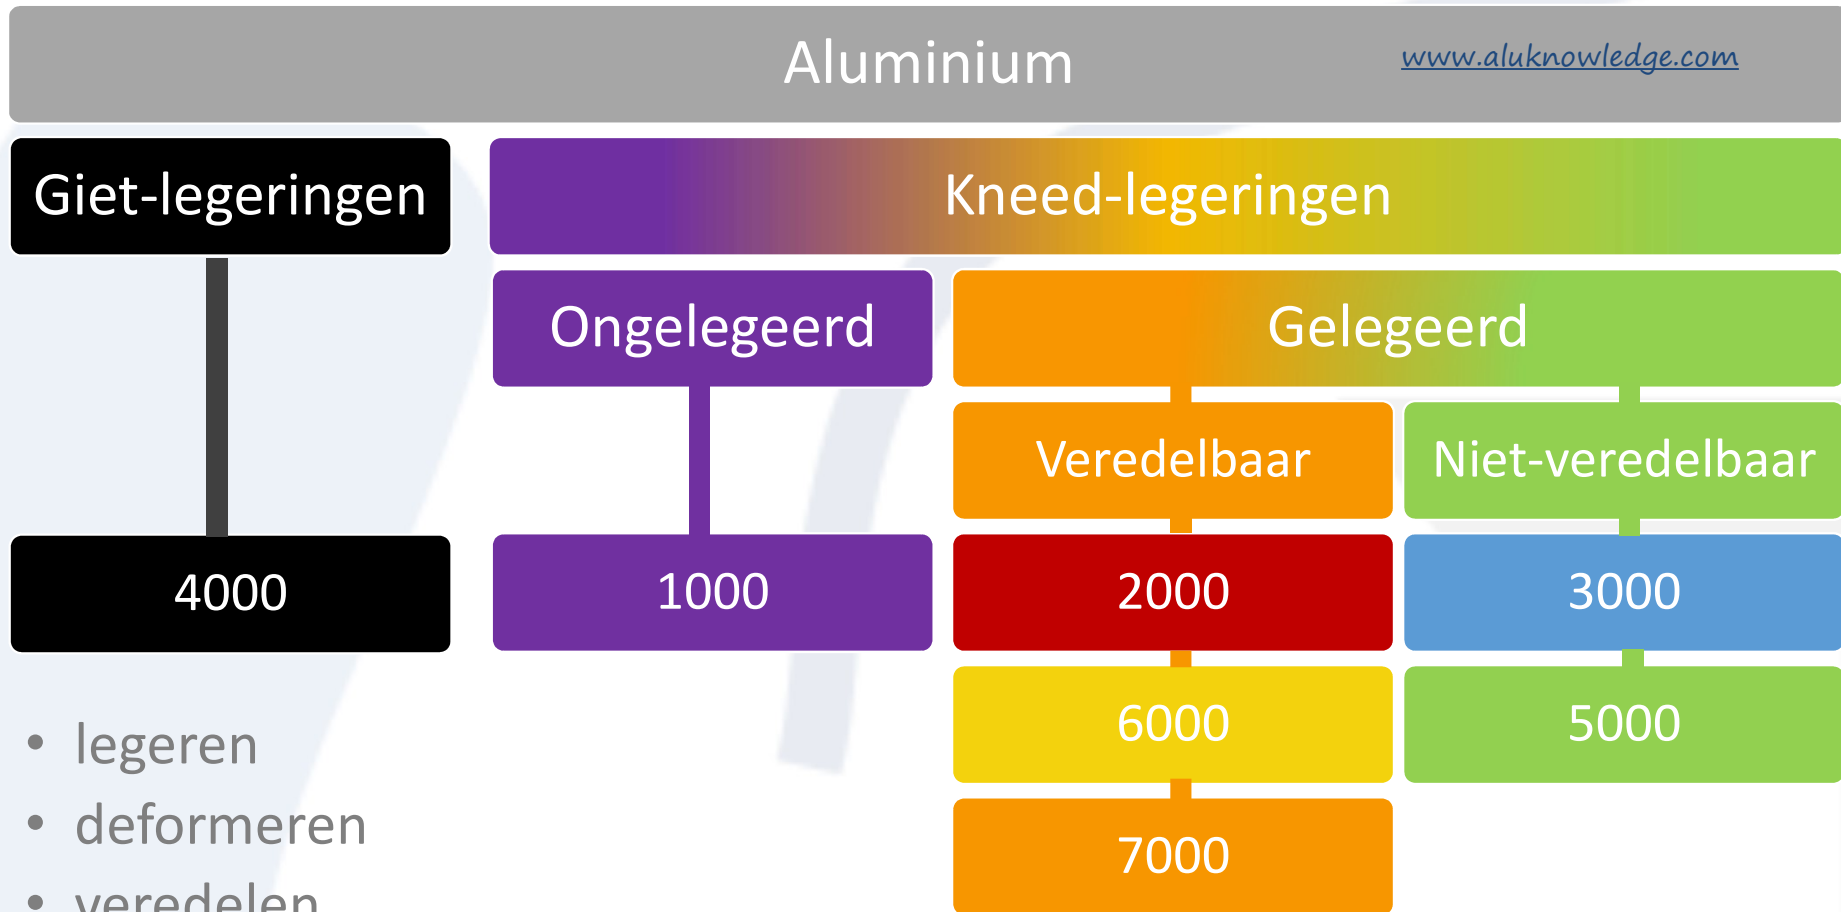 Aluminium
www.aluknowledge.com
Giet-legeringen
Kneed-legeringen
Ongelegeerd
Gelegeerd
Veredelbaar
Niet-veredelbaar
4000
1000
2000
3000
6000
5000
7000
• legeren
• deformeren
• veredelen